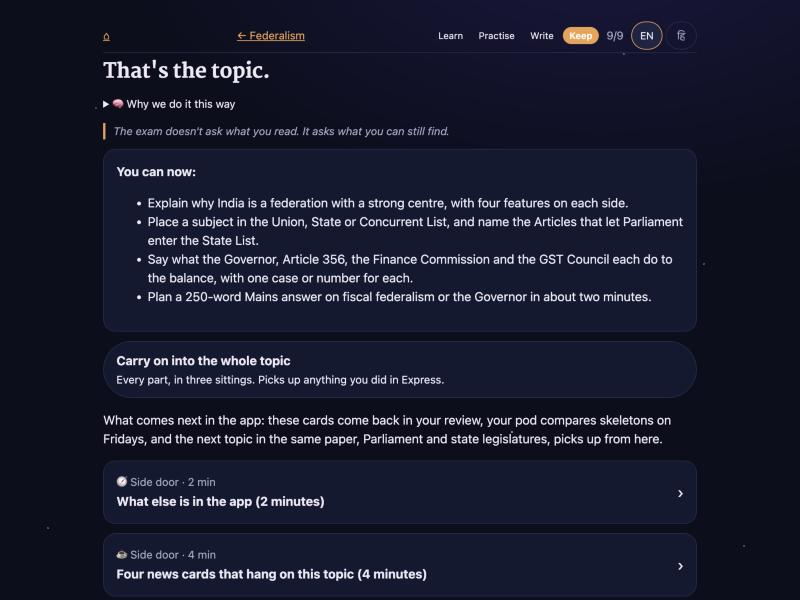 ⌂ ← Federalism Learn Practise Write Keep 9/9 EN हि
That's the topic.
▶ 🧠 Why we do it this way
The exam doesn't ask what you read. It asks what you can still find.
You can now:
• Explain why India is a federation with a strong centre, with four features on each side.
• Place a subject in the Union, State or Concurrent List, and name the Articles that let Parliament
enter the State List.
• Say what the Governor, Article 356, the Finance Commission and the GST Council each do to
the balance, with one case or number for each.
• Plan a 250-word Mains answer on fiscal federalism or the Governor in about two minutes.
Carry on into the whole topic
Every part, in three sittings. Picks up anything you did in Express.
What comes next in the app: these cards come back in your review, your pod compares skeletons on
Fridays, and the next topic in the same paper, Parliament and state legislatures, picks up from here.
🧭 Side door · 2 min
What else is in the app (2 minutes) ›
Side door · 4 min
Four news cards that hang on this topic (4 minutes) ›